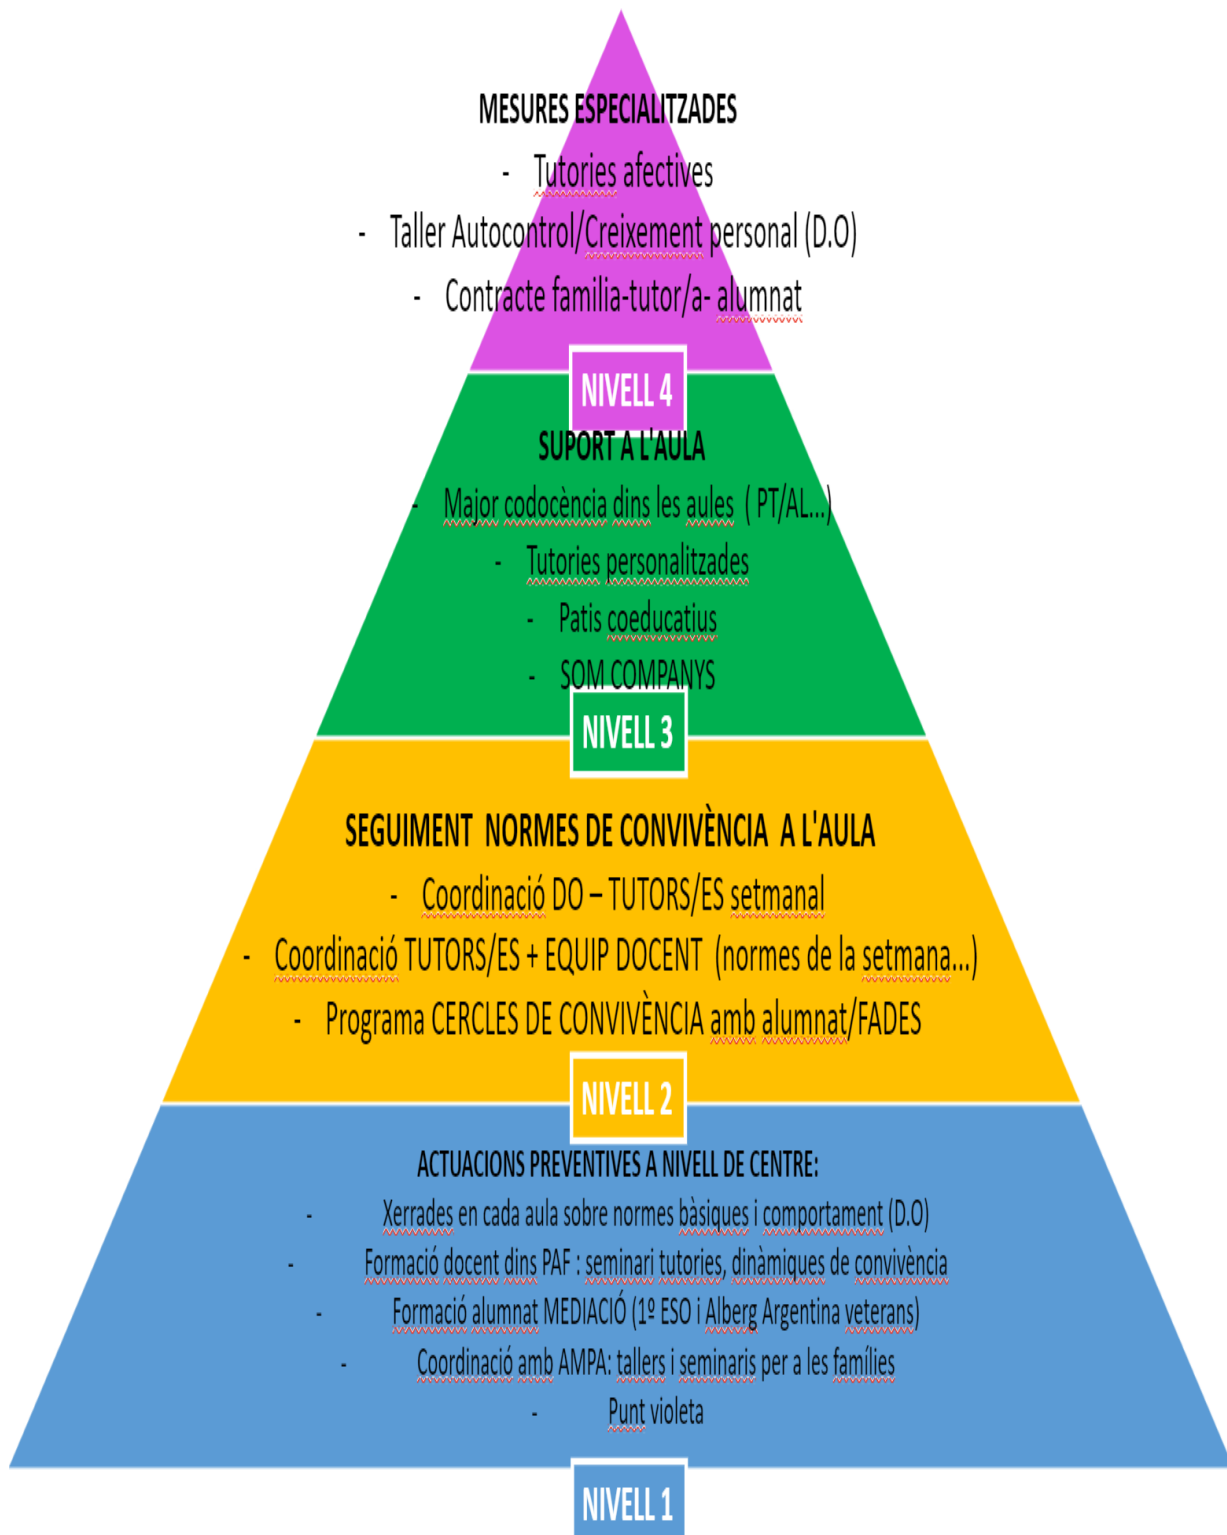 MESURES ESPECIALITZADES
- Tutories afectives
- Taller Autocontrol/Creixement personal (D.O)
- Contracte familia-tutor/a- alumnat
NIVELL 4
SUPORT A L'AULA
- Major codocència dins les aules ( PT/AL...)
- Tutories personalitzades
- Patis coeducatius
- SOM COMPANYS
NIVELL 3
SEGUIMENT NORMES DE CONVIVÈNCIA A L'AULA
- Coordinació DO – TUTORS/ES setmanal
- Coordinació TUTORS/ES + EQUIP DOCENT (normes de la setmana...)
- Programa CERCLES DE CONVIVÈNCIA amb alumnat/FADES
NIVELL 2
ACTUACIONS PREVENTIVES A NIVELL DE CENTRE:
- Xerrades en cada aula sobre normes bàsiques i comportament (D.O)
- Formació docent dins PAF : seminari tutories, dinàmiques de convivència
- Formació alumnat MEDIACIÓ (1º ESO i Alberg Argentina veterans)
- Coordinació amb AMPA: tallers i seminaris per a les famílies
- Punt violeta
NIVELL 1